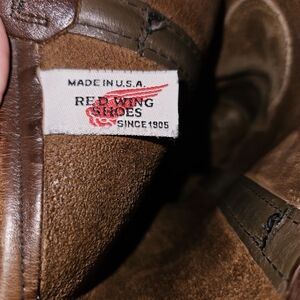 MADE IN U.S.A.
RED WING
SHOES
SINCE 1905